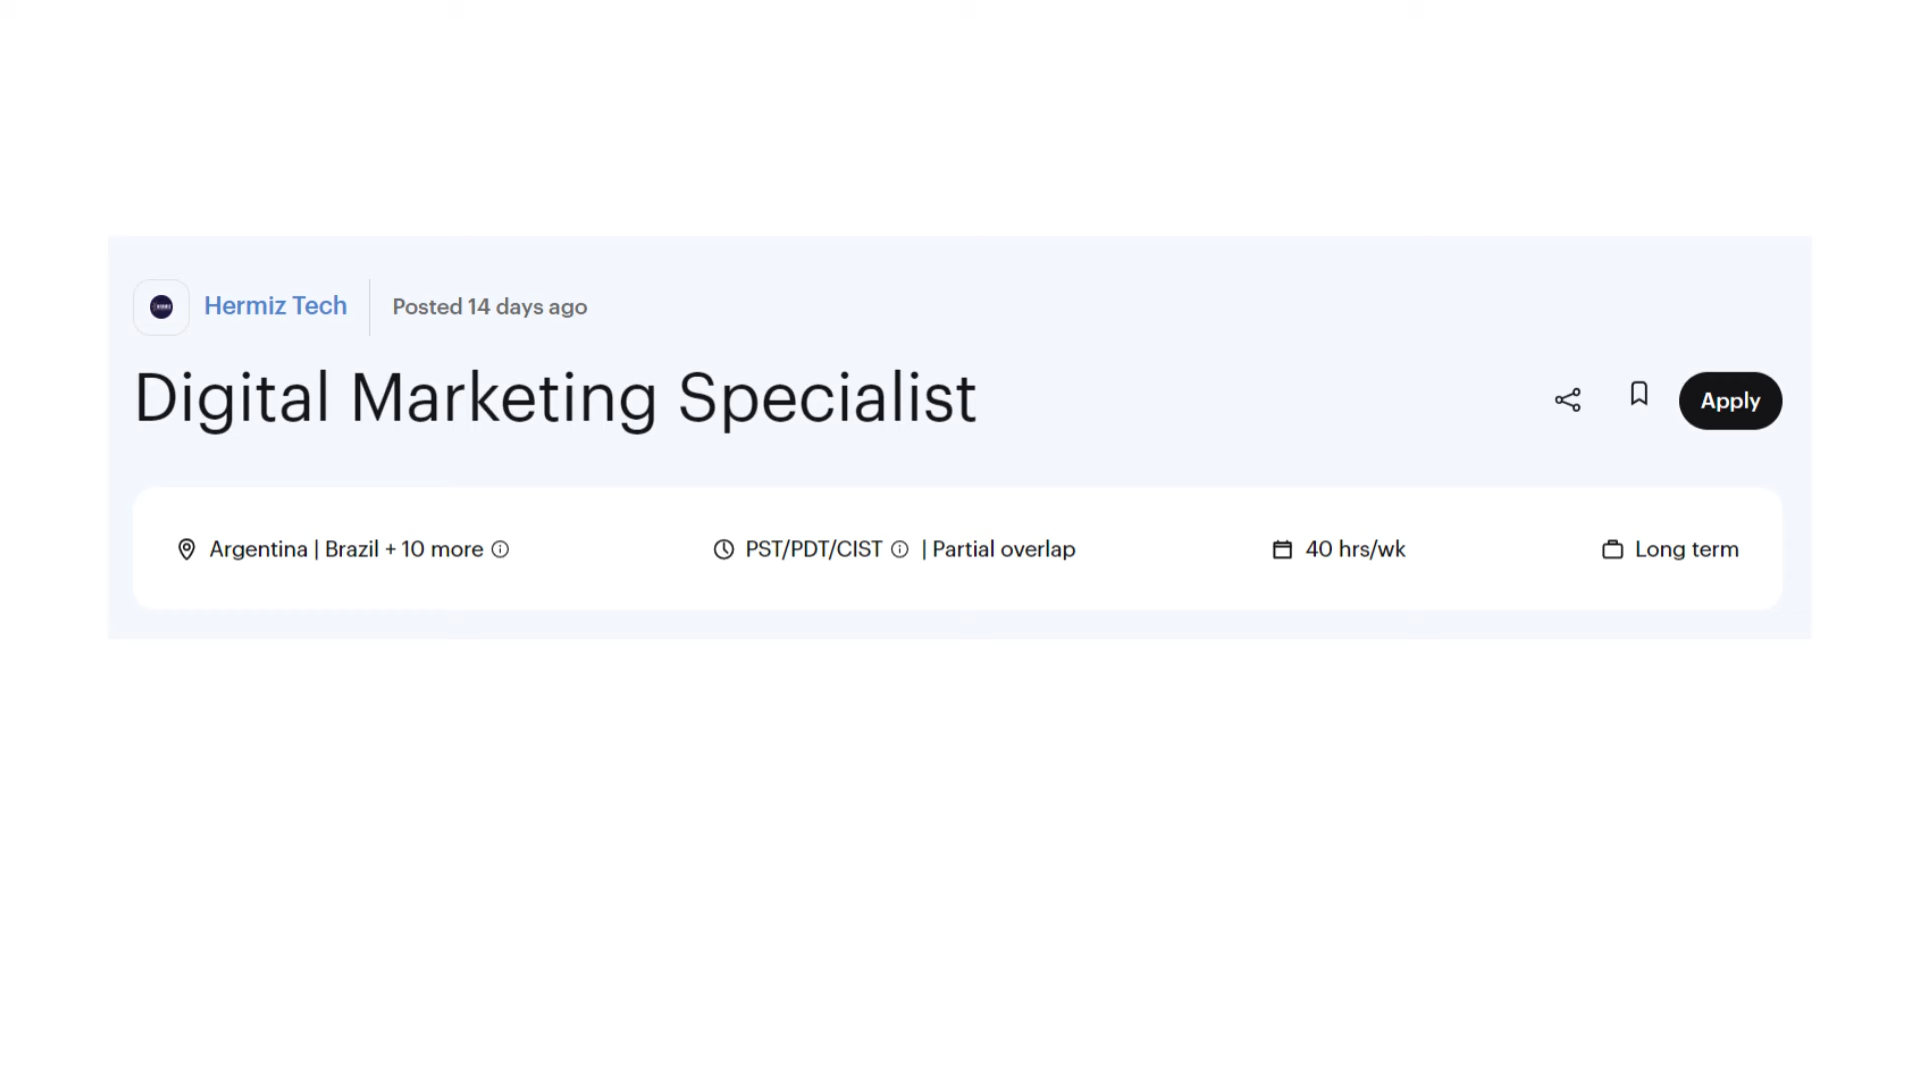 Hermiz Tech
Posted 14 days ago
Digital Marketing Specialist
Apply
Argentina | Brazil + 10 more
PST/PDT/CIST | Partial overlap
40 hrs/wk
Long term